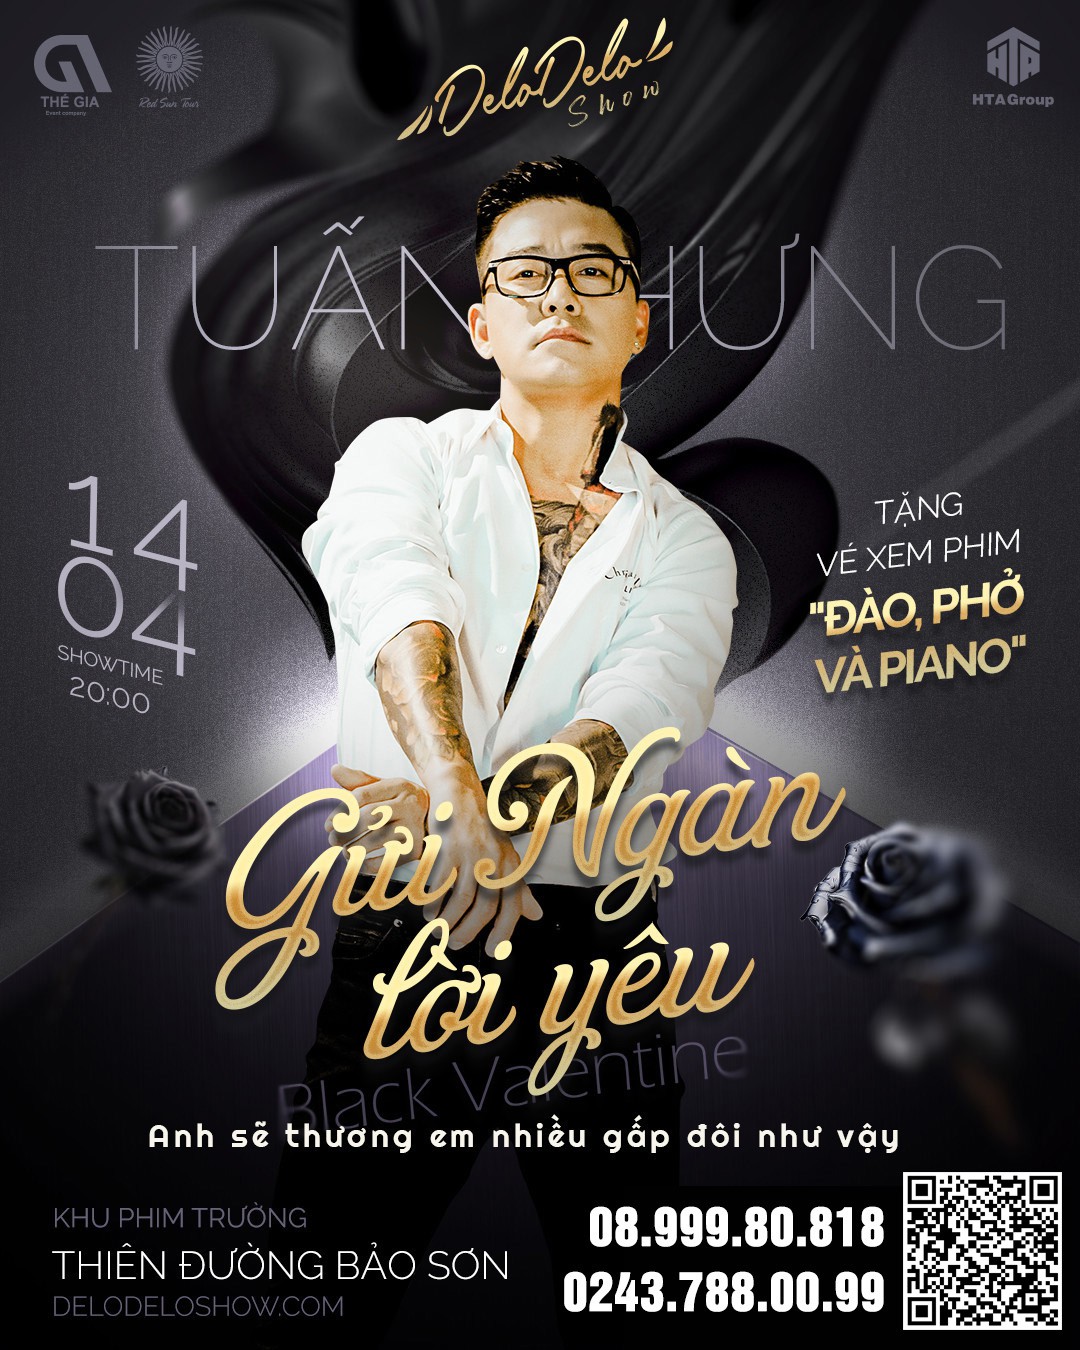 THẾ GIA
Event company
Red Sun Tour
DeloDelo
Show
HTAGroup
TUẤN HƯNG
14
04
SHOWTIME
20:00
TẶNG
VÉ XEM PHIM
"ĐÀO, PHỞ
VÀ PIANO"
Gửi Ngàn
lời yêu
Black Valentine
Anh sẽ thương em nhiều gấp đôi như vậy
KHU PHIM TRƯỜNG
THIÊN ĐƯỜNG BẢO SƠN
DELODELOSHOW.COM
08.999.80.818
0243.788.00.99